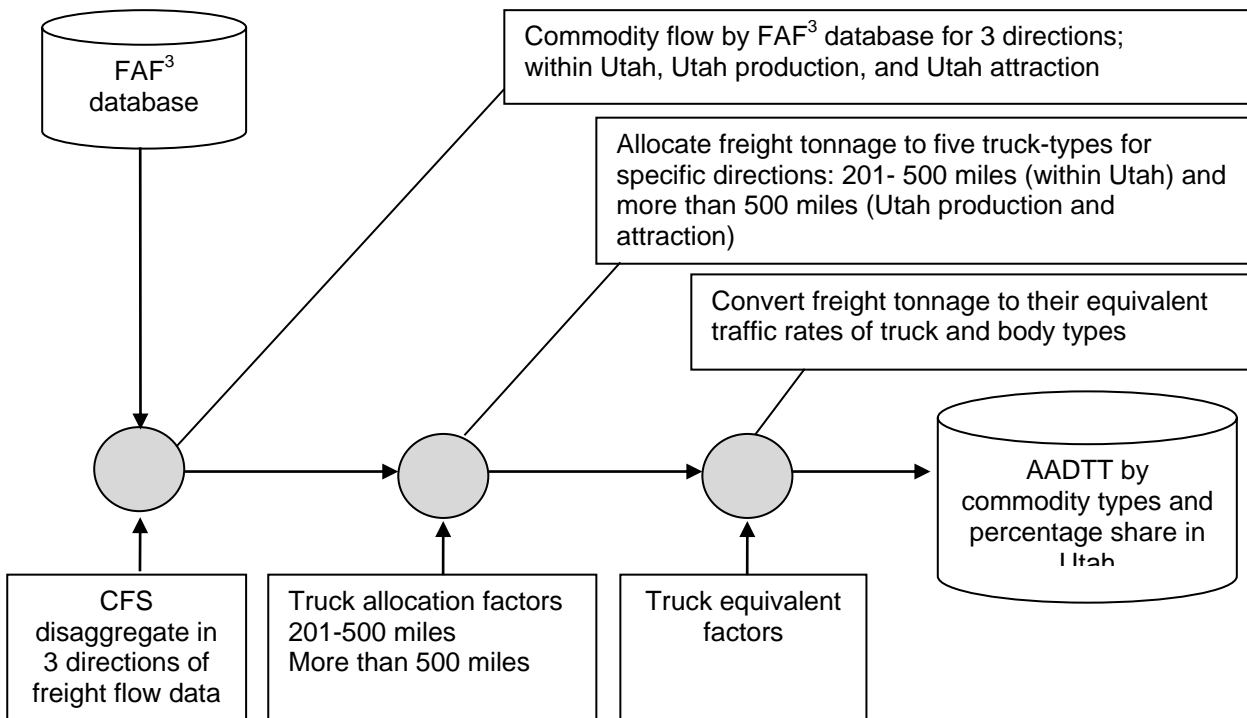 FAF³
database
Commodity flow by FAF³ database for 3 directions;
within Utah, Utah production, and Utah attraction
Allocate freight tonnage to five truck-types for
specific directions: 201- 500 miles (within Utah) and
more than 500 miles (Utah production and
attraction)
Convert freight tonnage to their equivalent
traffic rates of truck and body types
AADTT by
commodity types and
percentage share in
Utah
CFS
disaggregate in
3 directions of
freight flow data
Truck allocation factors
201-500 miles
More than 500 miles
Truck equivalent
factors